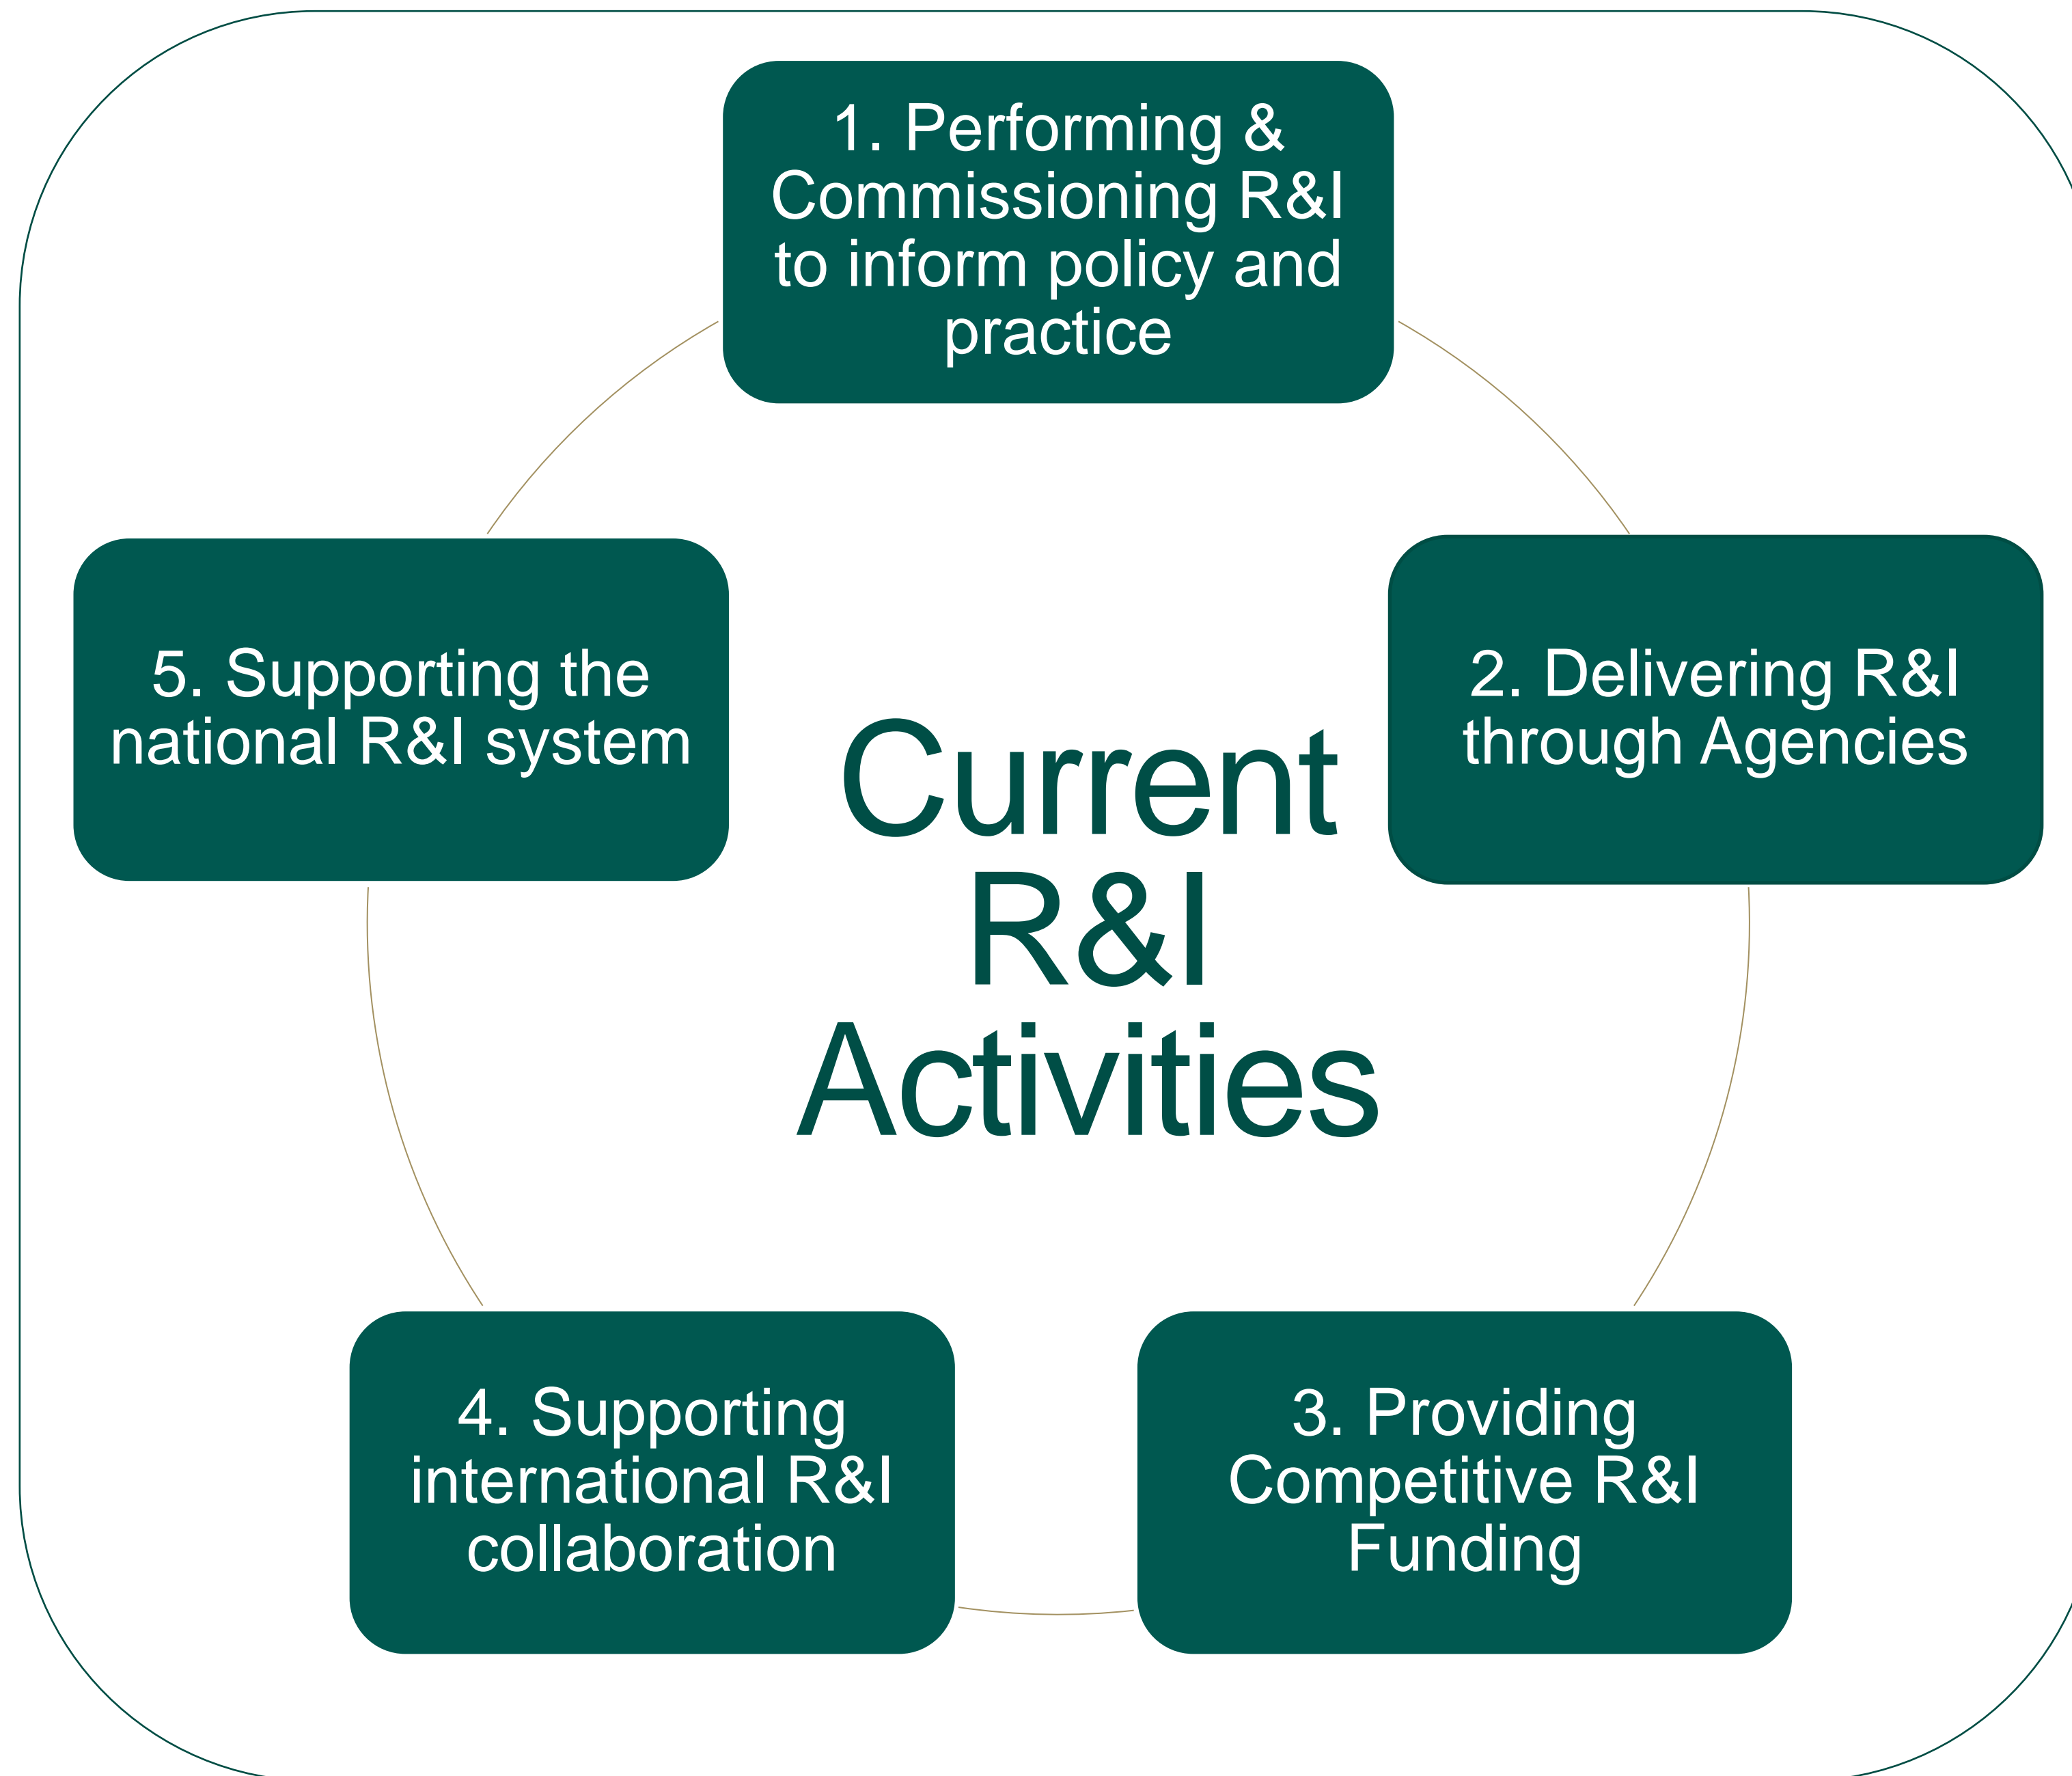 1. Performing &
Commissioning R&I
to inform policy and
practice
2. Delivering R&I
through Agencies
3. Providing
Competitive R&I
Funding
4. Supporting
international R&I
collaboration
5. Supporting the
national R&I system
Current
R&I
Activities